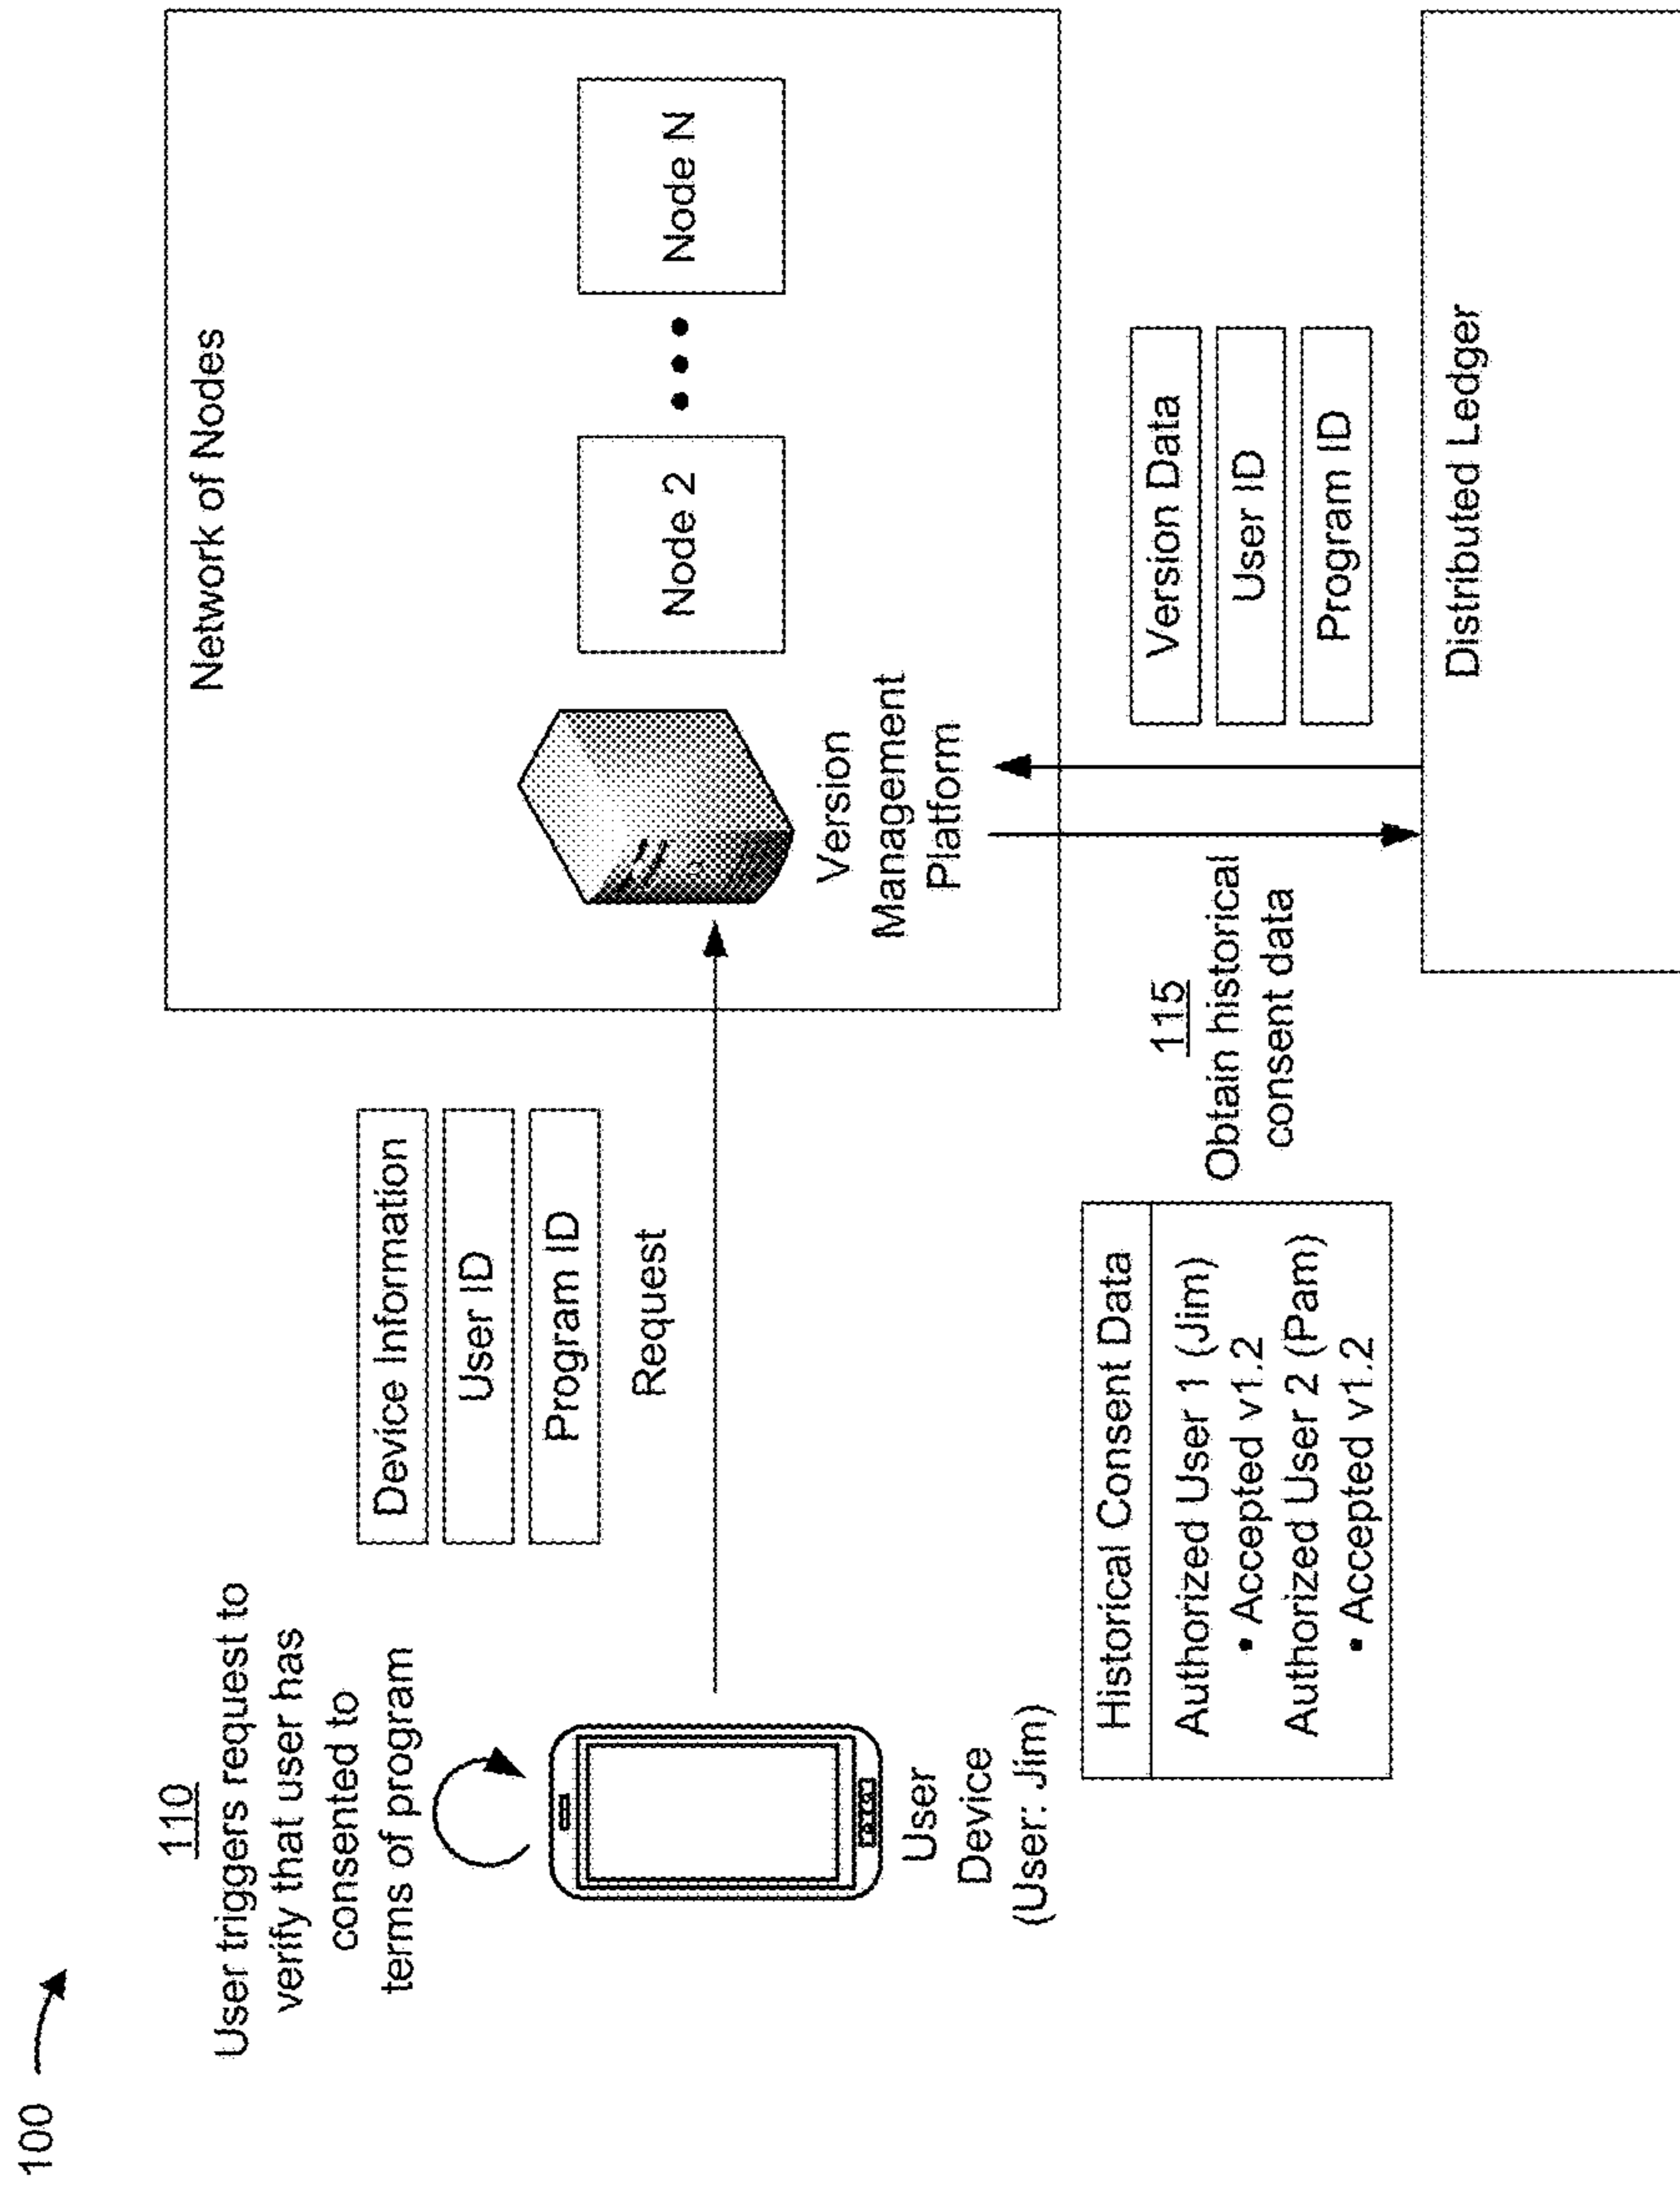 100
110
User triggers request to
verify that user has
consented to
terms of program
User
Device
(User: Jim)
Device Information
User ID
Program ID
Request
Network of Nodes
Version
Management
Platform
Node 2
Node N
115
Obtain historical
consent data
Historical Consent Data
Authorized User 1 (Jim)
• Accepted v1.2
Authorized User 2 (Pam)
• Accepted v1.2
Version Data
User ID
Program ID
Distributed Ledger